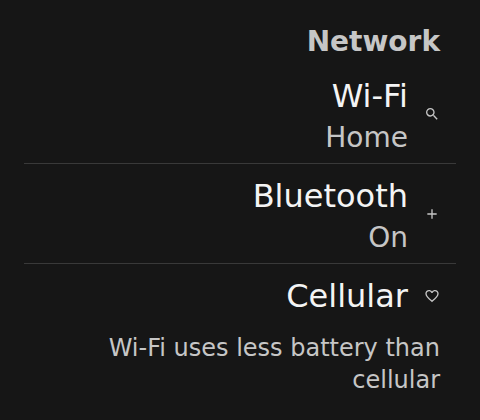 Network
Wi-Fi
Home
Bluetooth
On
Cellular
Wi-Fi uses less battery than
cellular